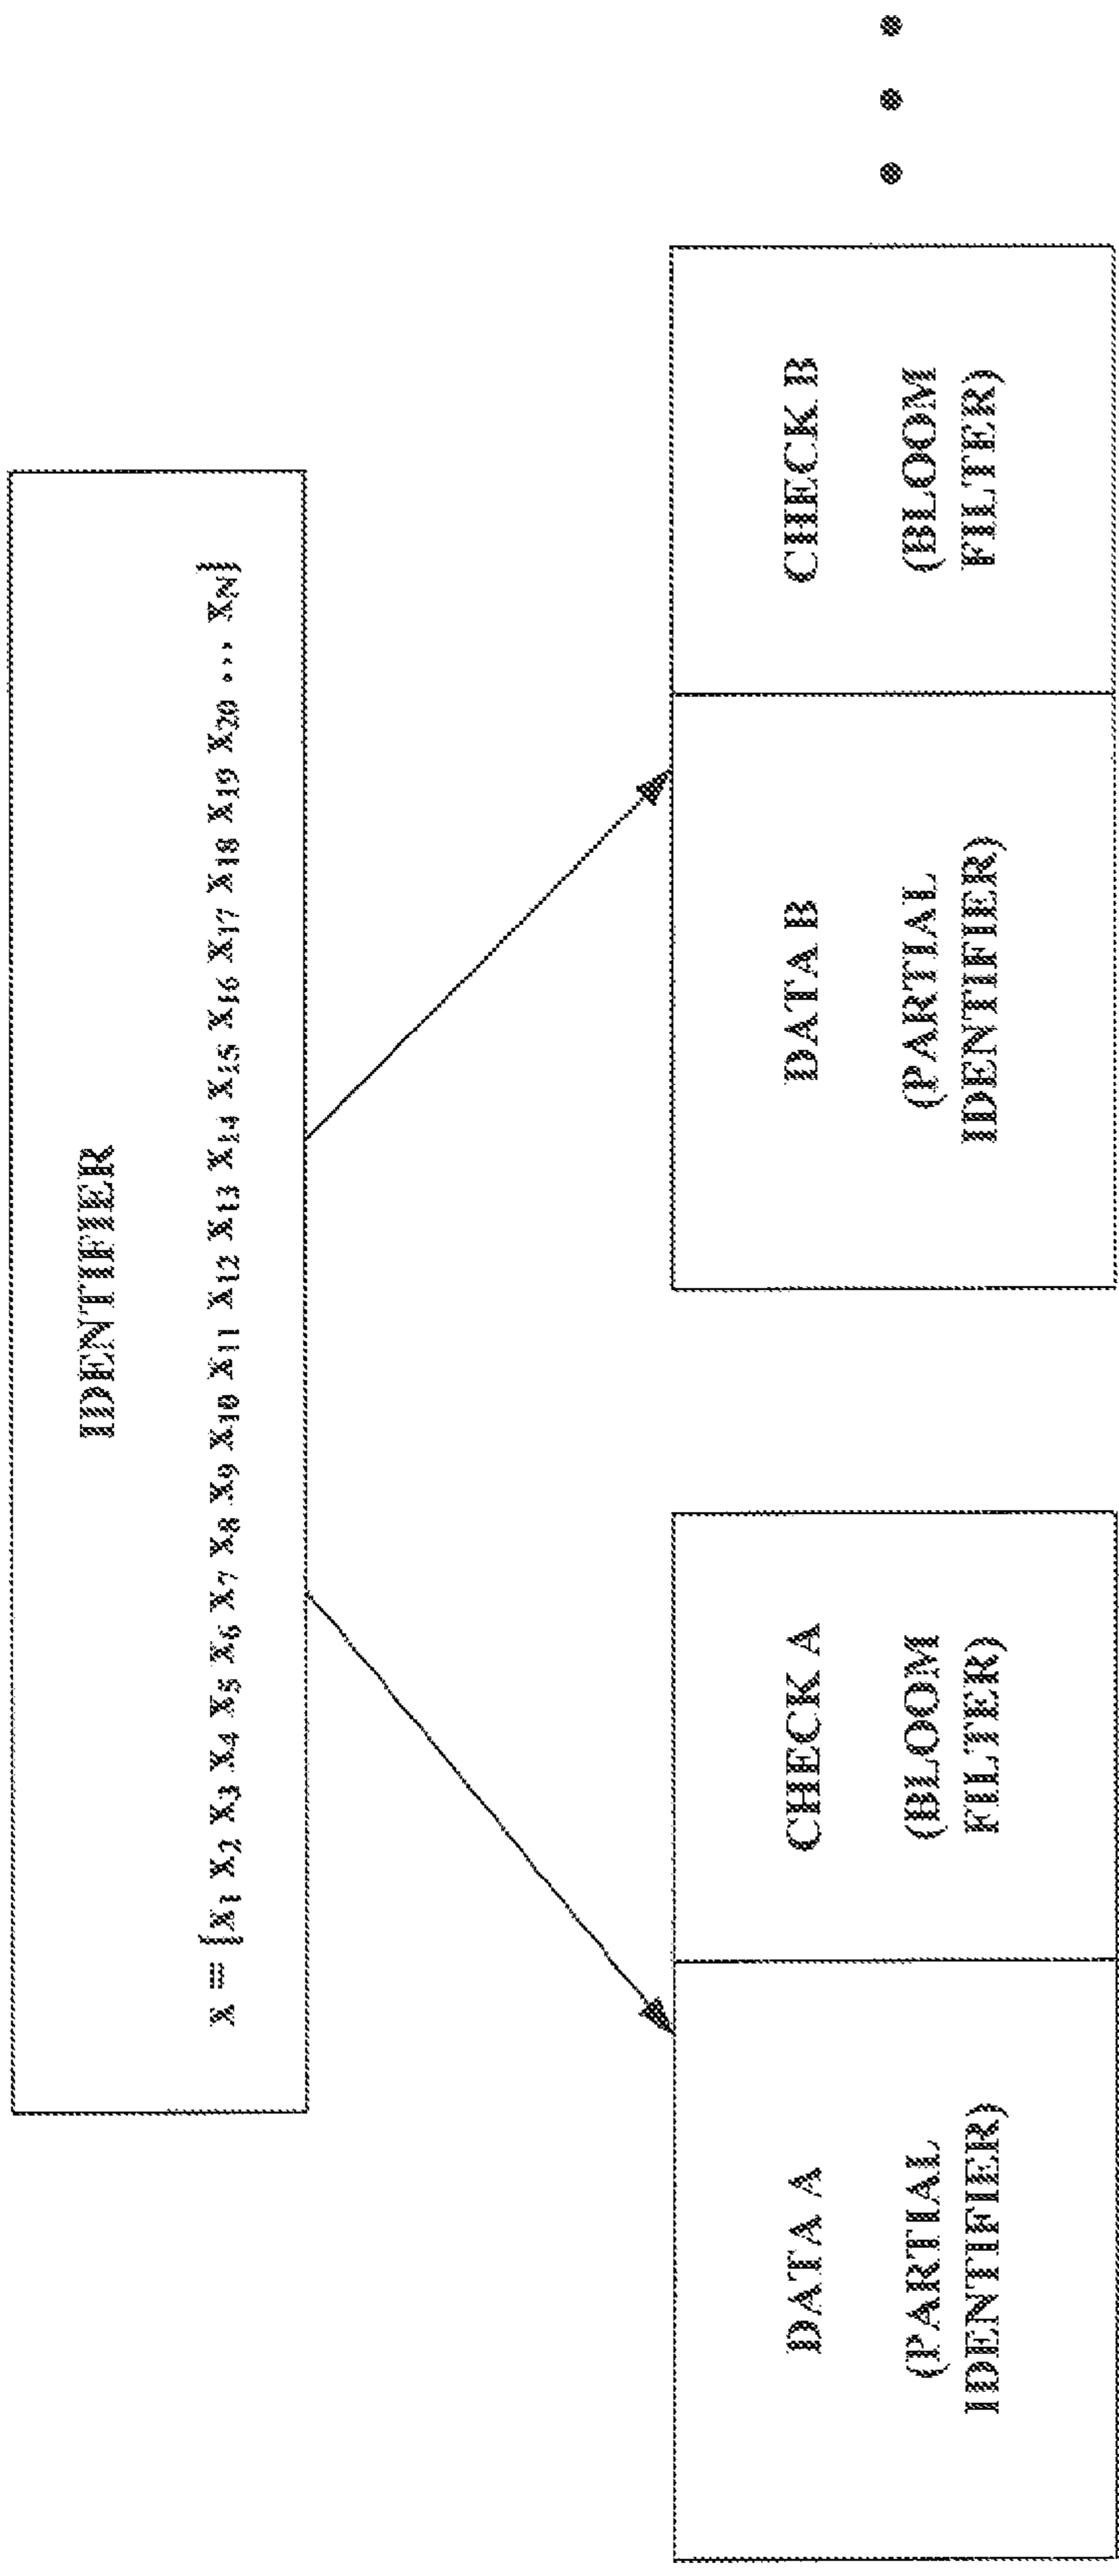 IDENTIFIER
X = {X₁ X₂ X₃ X₄ X₅ X₆ X₇ X₈ X₉ X₁₀ X₁₁ X₁₂ X₁₃ X₁₄ X₁₅ X₁₆ X₁₇ X₁₈ X₁₉ X₂₀ ··· X_N}
DATA A
(PARTIAL
IDENTIFIER)
CHECK A
(BLOOM
FILTER)
DATA B
(PARTIAL
IDENTIFIER)
CHECK B
(BLOOM
FILTER)